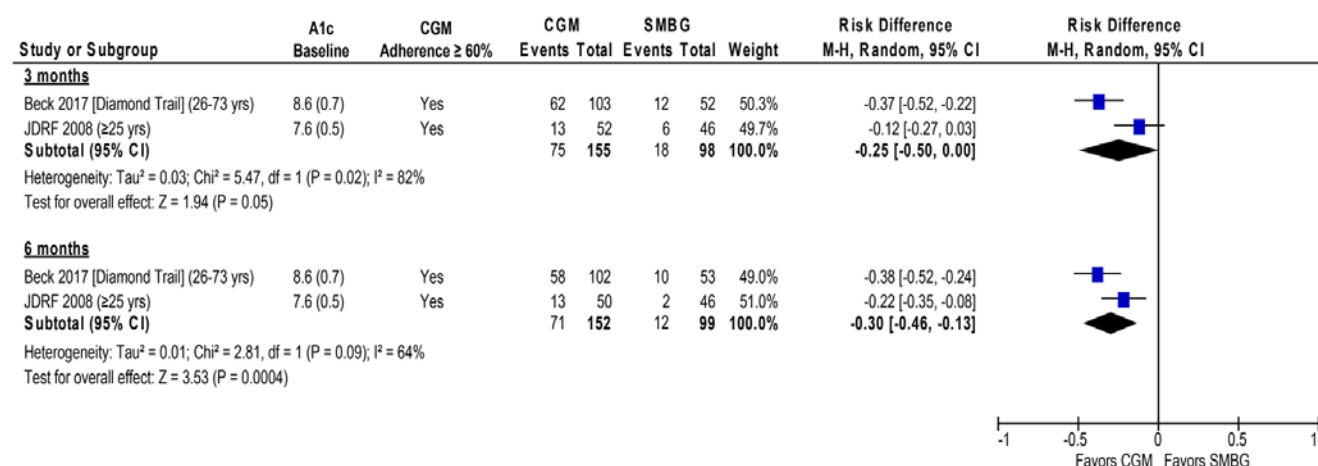 A1c CGM CGM SMBG Risk Difference Risk Difference
Study or Subgroup Baseline Adherence ≥ 60% Events Total Events Total Weight M-H, Random, 95% CI M-H, Random, 95% CI
3 months
Beck 2017 [Diamond Trail] (26-73 yrs) 8.6 (0.7) Yes 62 103 12 52 50.3% -0.37 [-0.52, -0.22]
JDRF 2008 (≥25 yrs) 7.6 (0.5) Yes 13 52 6 46 49.7% -0.12 [-0.27, 0.03]
Subtotal (95% CI) 75 155 18 98 100.0% -0.25 [-0.50, 0.00]
Heterogeneity: Tau² = 0.03; Chi² = 5.47, df = 1 (P = 0.02); I² = 82%
Test for overall effect: Z = 1.94 (P = 0.05)
6 months
Beck 2017 [Diamond Trail] (26-73 yrs) 8.6 (0.7) Yes 58 102 10 53 49.0% -0.38 [-0.52, -0.24]
JDRF 2008 (≥25 yrs) 7.6 (0.5) Yes 13 50 2 46 51.0% -0.22 [-0.35, -0.08]
Subtotal (95% CI) 71 152 12 99 100.0% -0.30 [-0.46, -0.13]
Heterogeneity: Tau² = 0.01; Chi² = 2.81, df = 1 (P = 0.09); I² = 64%
Test for overall effect: Z = 3.53 (P = 0.0004)
-1 -0.5 0 0.5 1
Favors CGM Favors SMBG